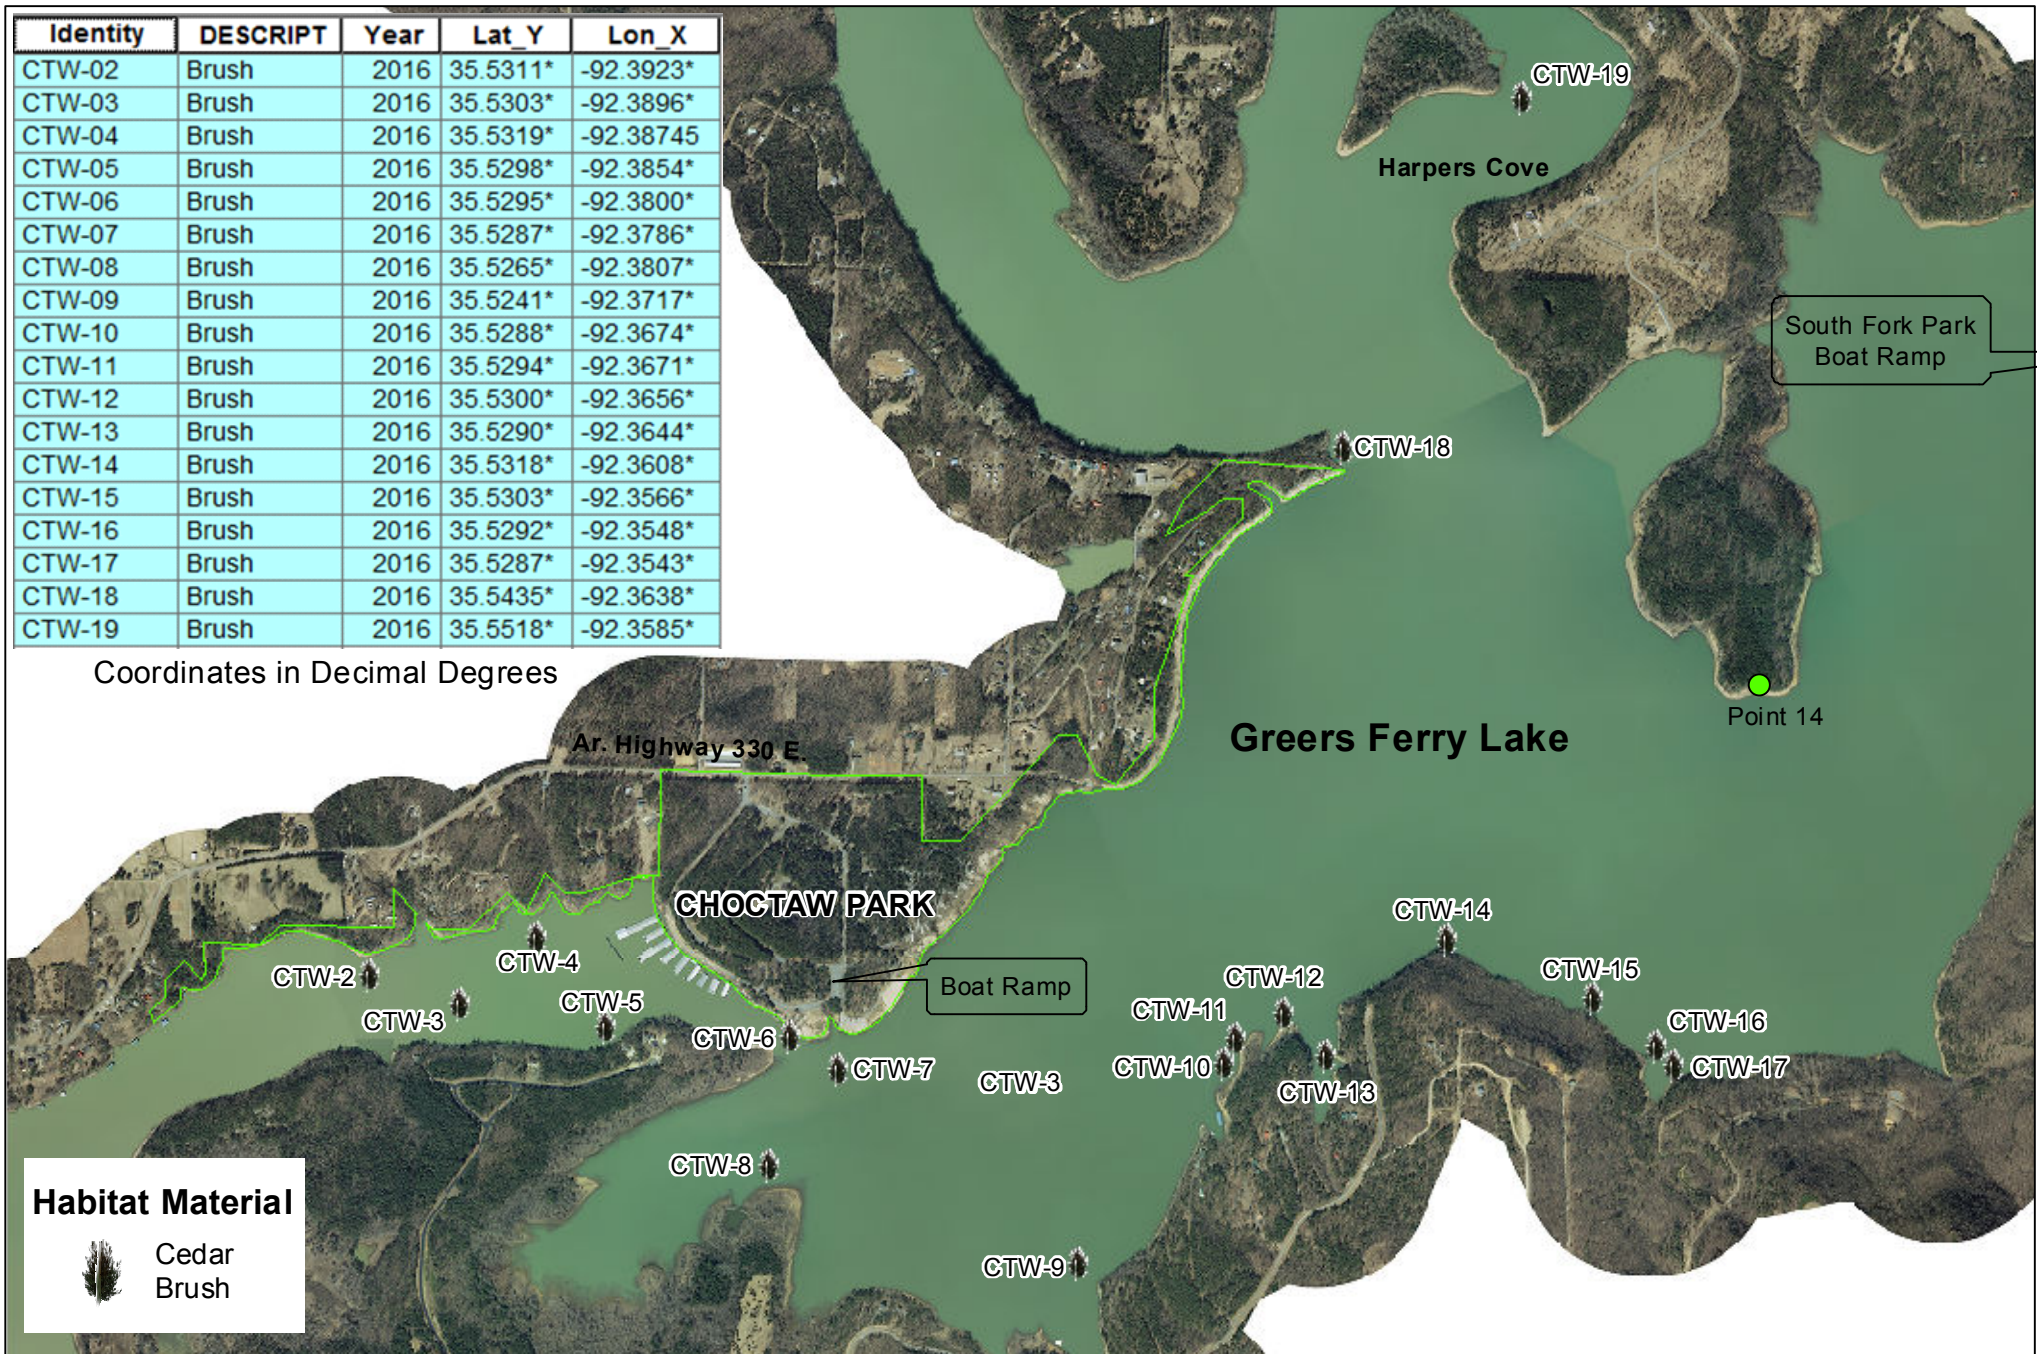 Identity DESCRIPT Year Lat_Y Lon_X
CTW-02 Brush 2016 35.5311* -92.3923*
CTW-03 Brush 2016 35.5303* -92.3896*
CTW-04 Brush 2016 35.5319* -92.38745
CTW-05 Brush 2016 35.5298* -92.3854*
CTW-06 Brush 2016 35.5295* -92.3800*
CTW-07 Brush 2016 35.5287* -92.3786*
CTW-08 Brush 2016 35.5265* -92.3807*
CTW-09 Brush 2016 35.5241* -92.3717*
CTW-10 Brush 2016 35.5288* -92.3674*
CTW-11 Brush 2016 35.5294* -92.3671*
CTW-12 Brush 2016 35.5300* -92.3656*
CTW-13 Brush 2016 35.5290* -92.3644*
CTW-14 Brush 2016 35.5318* -92.3608*
CTW-15 Brush 2016 35.5303* -92.3566*
CTW-16 Brush 2016 35.5292* -92.3548*
CTW-17 Brush 2016 35.5287* -92.3543*
CTW-18 Brush 2016 35.5435* -92.3638*
CTW-19 Brush 2016 35.5518* -92.3585*
Coordinates in Decimal Degrees
CTW-19
Harpers Cove
South Fork Park
Boat Ramp
CTW-18
Point 14
Greers Ferry Lake
Ar. Highway 330 E.
CHOCTAW PARK
CTW-14
CTW-4
CTW-2
CTW-15
Boat Ramp
CTW-12
CTW-5
CTW-3
CTW-11
CTW-16
CTW-6
CTW-7
CTW-3
CTW-10
CTW-17
CTW-13
CTW-8
CTW-9
Habitat Material
Cedar
Brush